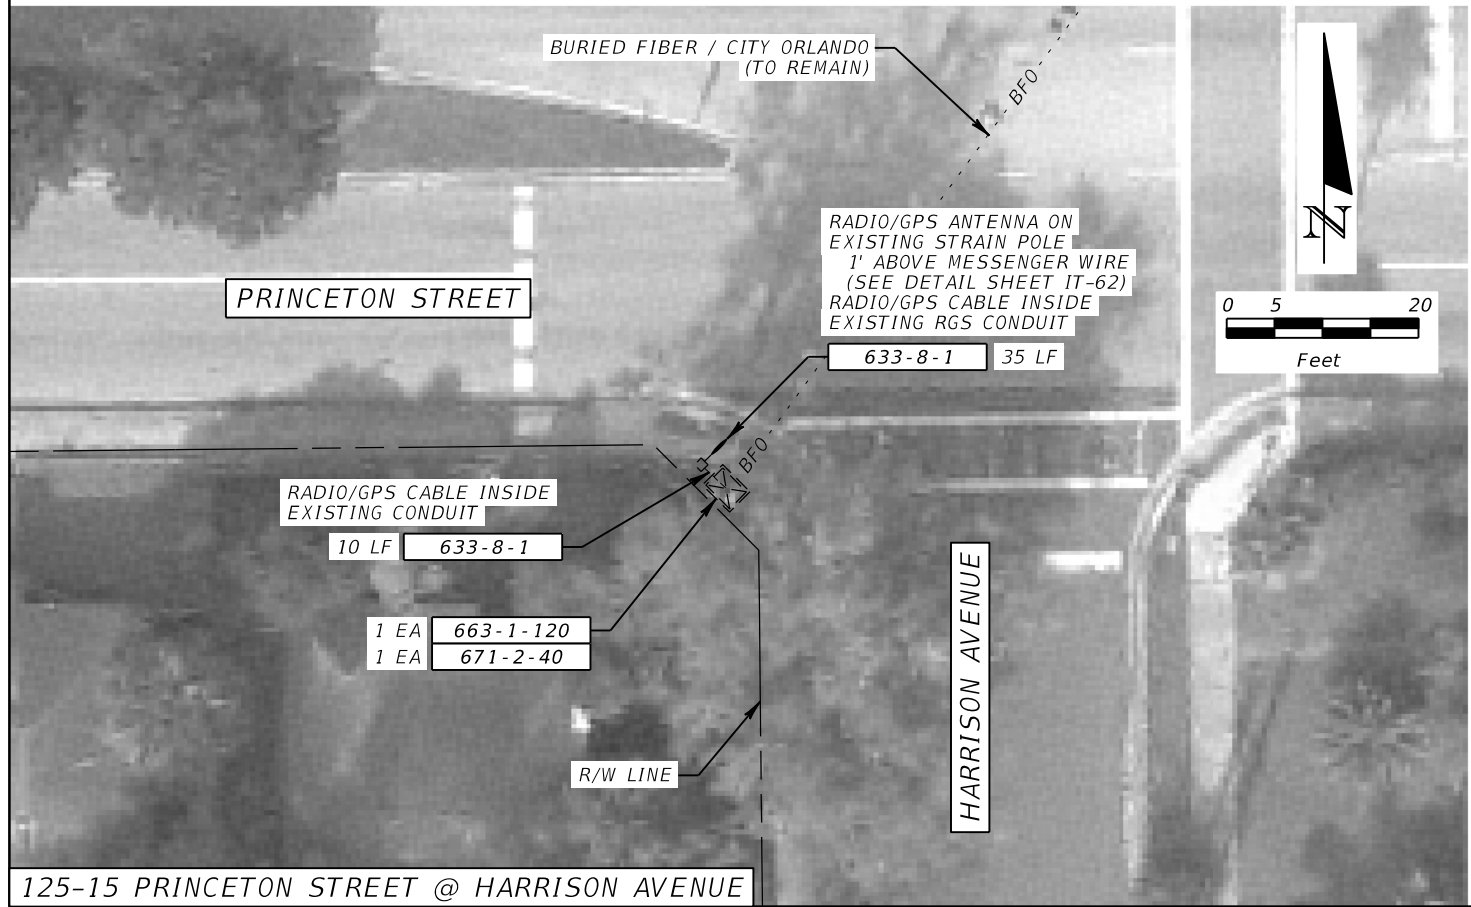 BURIED FIBER / CITY ORLANDO
(TO REMAIN)
BFO
N
RADIO/GPS ANTENNA ON
EXISTING STRAIN POLE
1' ABOVE MESSENGER WIRE
(SEE DETAIL SHEET IT-62)
RADIO/GPS CABLE INSIDE
EXISTING RGS CONDUIT
633-8-1 35 LF
PRINCETON STREET
0 5 20
Feet
BFO
RADIO/GPS CABLE INSIDE
EXISTING CONDUIT
10 LF 633-8-1
1 EA 663-1-120
1 EA 671-2-40
HARRISON AVENUE
R/W LINE
125-15 PRINCETON STREET @ HARRISON AVENUE